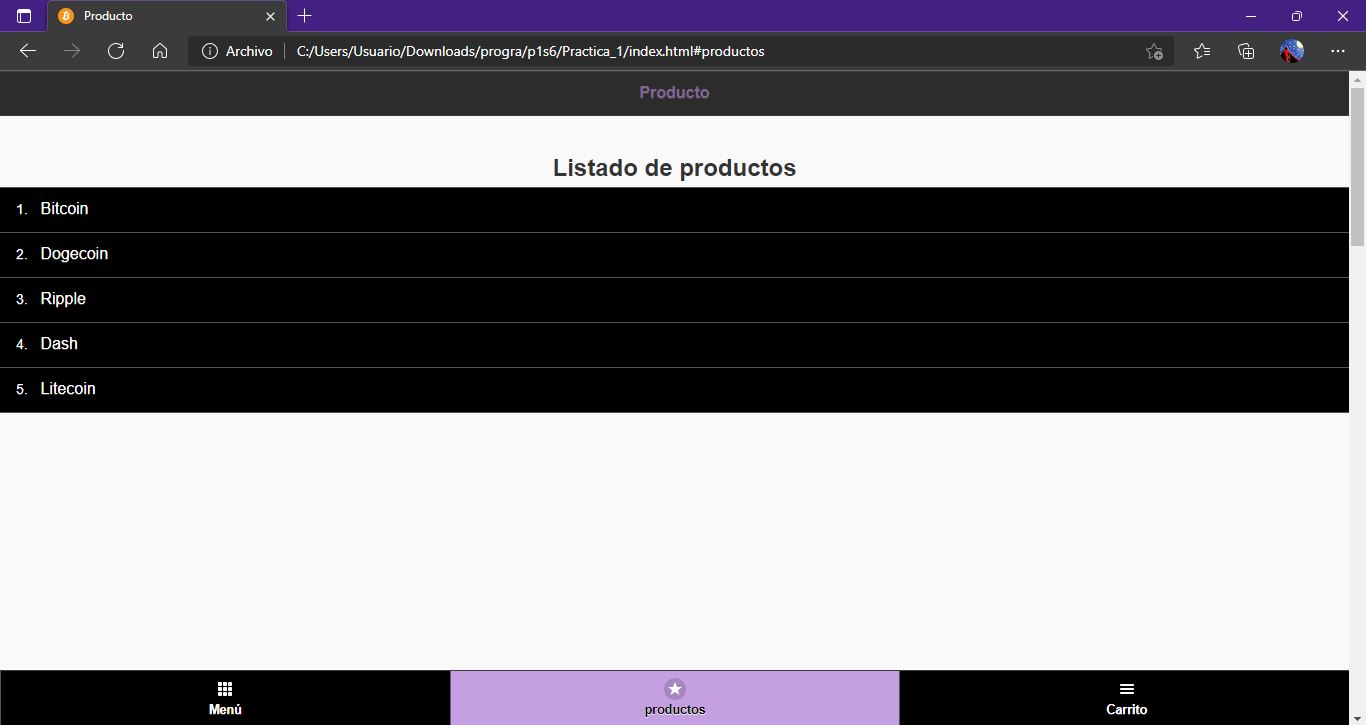 Producto
Archivo C:/Users/Usuario/Downloads/progra/p1s6/Practica_1/index.html#productos
Producto
Listado de productos
1. Bitcoin
2. Dogecoin
3. Ripple
4. Dash
5. Litecoin
Menú productos Carrito